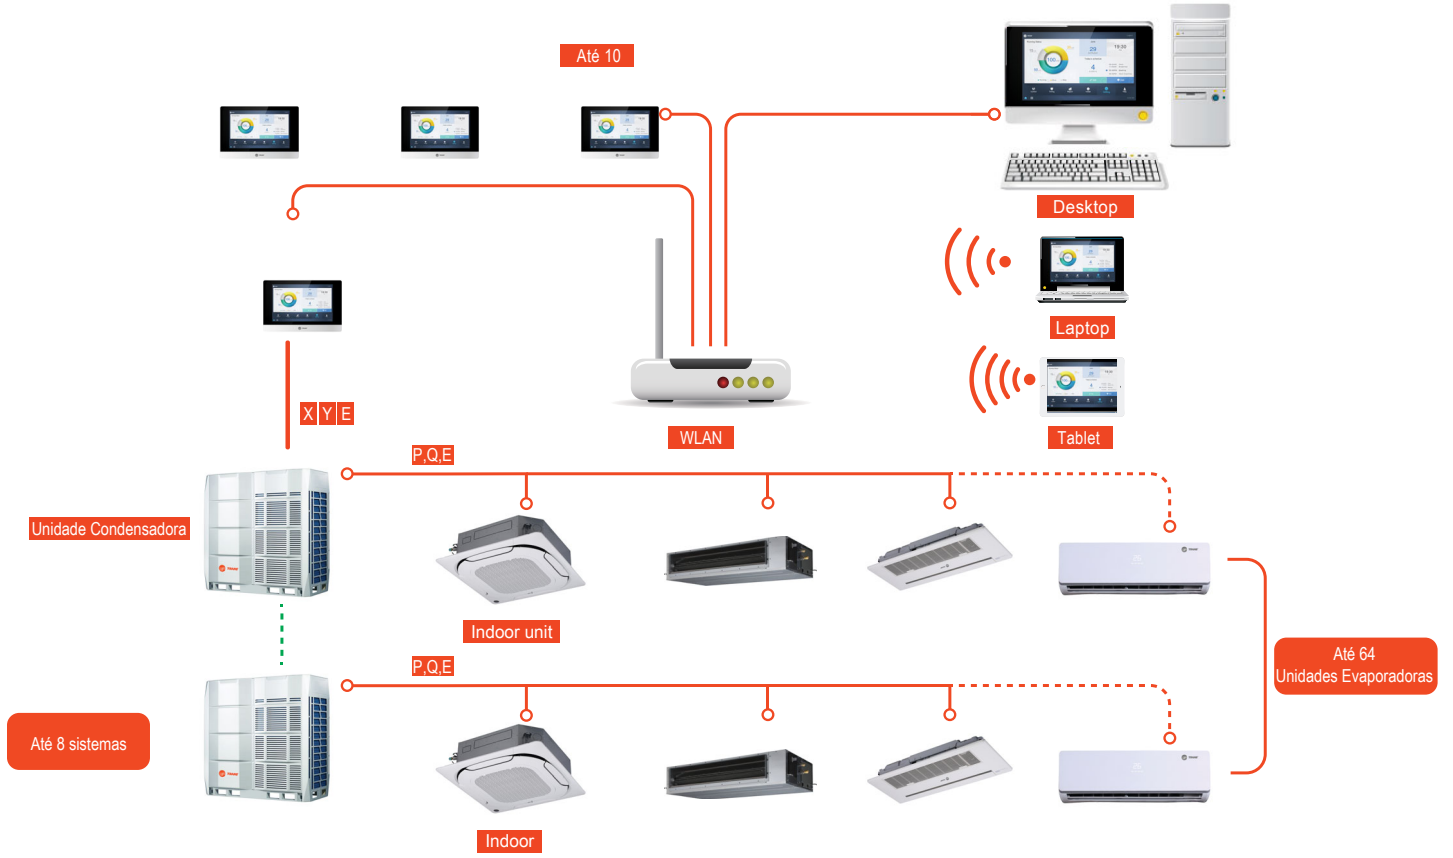 Até 10
Desktop
Laptop
WLAN
Tablet
X Y E
P,Q,E
Unidade Condensadora
Indoor unit
Até 64
Unidades Evaporadoras
P,Q,E
Até 8 sistemas
Indoor